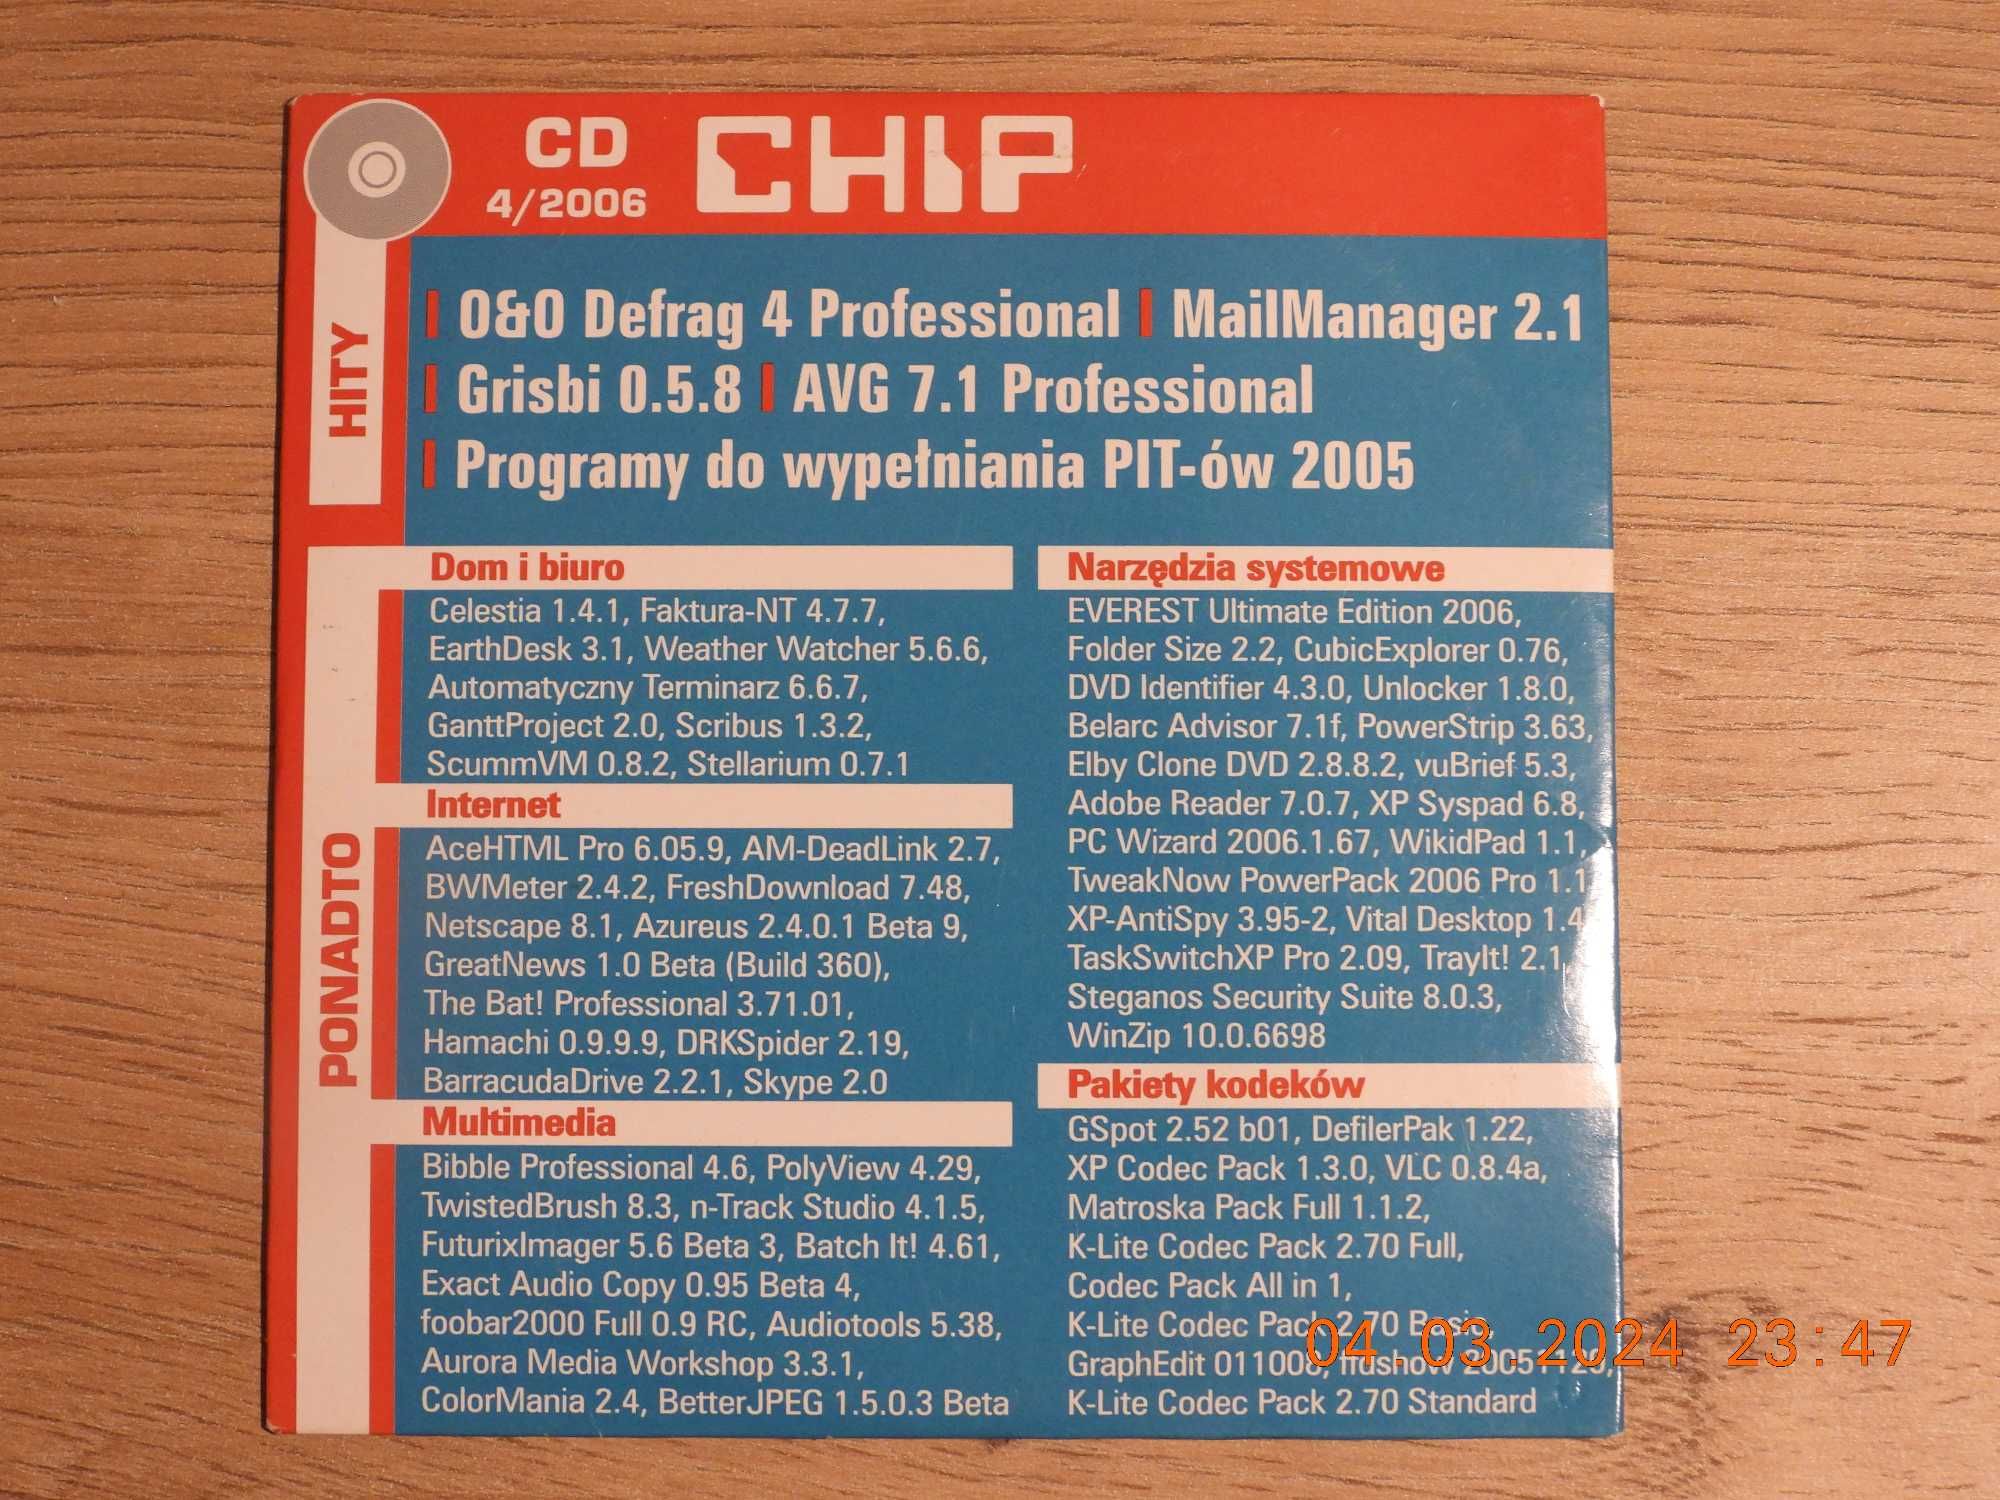 CD
4/2006
CHIP
HITY
O&O Defrag 4 Professional MailManager 2.1
Grisbi 0.5.8 AVG 7.1 Professional
Programy do wypełniania PIT-ów 2005
PONADTO
Dom i biuro
Celestia 1.4.1, Faktura-NT 4.7.7,
EarthDesk 3.1, Weather Watcher 5.6.6,
Automatyczny Terminarz 6.6.7,
GanttProject 2.0, Scribus 1.3.2,
ScummVM 0.8.2, Stellarium 0.7.1
Internet
AceHTML Pro 6.05.9, AM-DeadLink 2.7,
BWMeter 2.4.2, FreshDownload 7.48,
Netscape 8.1, Azureus 2.4.0.1 Beta 9,
GreatNews 1.0 Beta (Build 360),
The Bat! Professional 3.71.01,
Hamachi 0.9.9.9, DRKSpider 2.19,
BarracudaDrive 2.2.1, Skype 2.0
Multimedia
Bibble Professional 4.6, PolyView 4.29,
TwistedBrush 8.3, n-Track Studio 4.1.5,
FuturixImager 5.6 Beta 3, Batch It! 4.61,
Exact Audio Copy 0.95 Beta 4,
foobar2000 Full 0.9 RC, Audiotools 5.38,
Aurora Media Workshop 3.3.1,
ColorMania 2.4, BetterJPEG 1.5.0.3 Beta
Narzędzia systemowe
EVEREST Ultimate Edition 2006,
Folder Size 2.2, CubicExplorer 0.76,
DVD Identifier 4.3.0, Unlocker 1.8.0,
Belarc Advisor 7.1f, PowerStrip 3.63,
Elby Clone DVD 2.8.8.2, vuBrief 5.3,
Adobe Reader 7.0.7, XP Syspad 6.8,
PC Wizard 2006.1.67, WikidPad 1.1,
TweakNow PowerPack 2006 Pro 1.1
XP-AntiSpy 3.95-2, Vital Desktop 1.4
TaskSwitchXP Pro 2.09, TrayIt! 2.1,
Steganos Security Suite 8.0.3,
WinZip 10.0.6698
Pakiety kodeków
GSpot 2.52 b01, DefilerPak 1.22,
XP Codec Pack 1.3.0, VLC 0.8.4a,
Matroska Pack Full 1.1.2,
K-Lite Codec Pack 2.70 Full,
Codec Pack All in 1,
K-Lite Codec Pack 2.70 Basic,
GraphEdit 011008, ffdshow 20051120,
K-Lite Codec Pack 2.70 Standard
04.03.2024 23:47